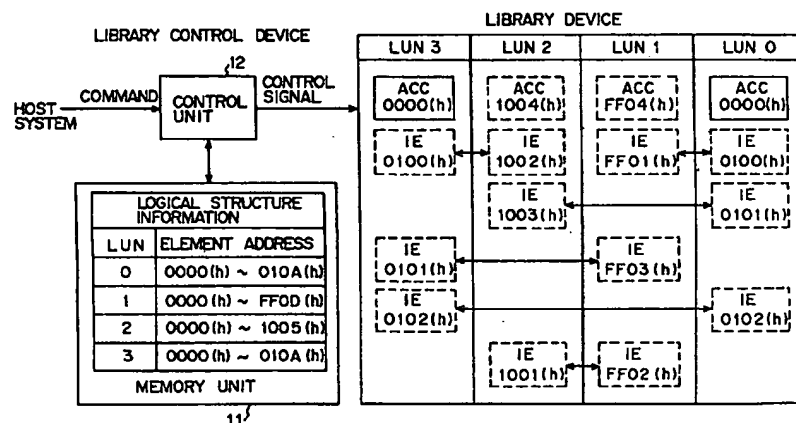 LIBRARY CONTROL DEVICE
12
HOST SYSTEM
COMMAND
CONTROL UNIT
CONTROL SIGNAL
LOGICAL STRUCTURE INFORMATION
LUN ELEMENT ADDRESS
0 0000(h) ~ 010A(h)
1 0000(h) ~ FF0D(h)
2 0000(h) ~ 1005(h)
3 0000(h) ~ 010A(h)
MEMORY UNIT
11
LIBRARY DEVICE
LUN 3 LUN 2 LUN 1 LUN 0
ACC ACC ACC ACC
0000(h) 1004(h) FF04(h) 0000(h)
IE IE IE IE
0100(h) 1002(h) FF01(h) 0100(h)
IE IE
1003(h) 0101(h)
IE IE
0101(h) FF03(h)
IE IE
0102(h) 0102(h)
IE IE
1001(h) FF02(h)